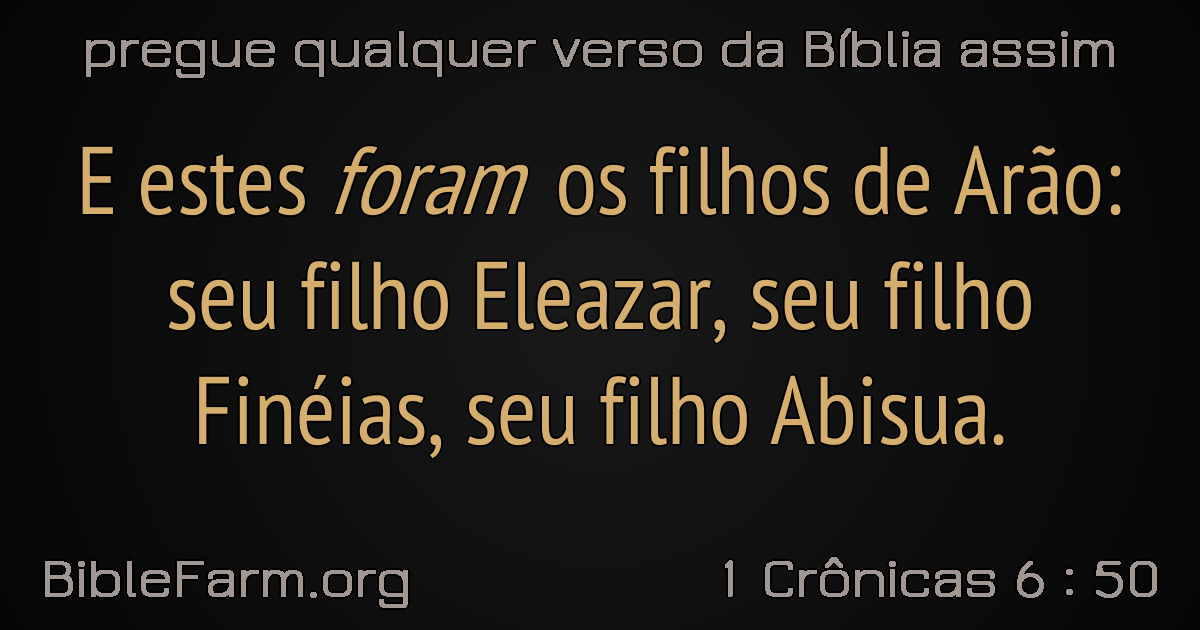 pregue qualquer verso da Bíblia assim
E estes foram os filhos de Arão:
seu filho Eleazar, seu filho
Finéias, seu filho Abisua.
BibleFarm.org
1 Crônicas 6 : 50